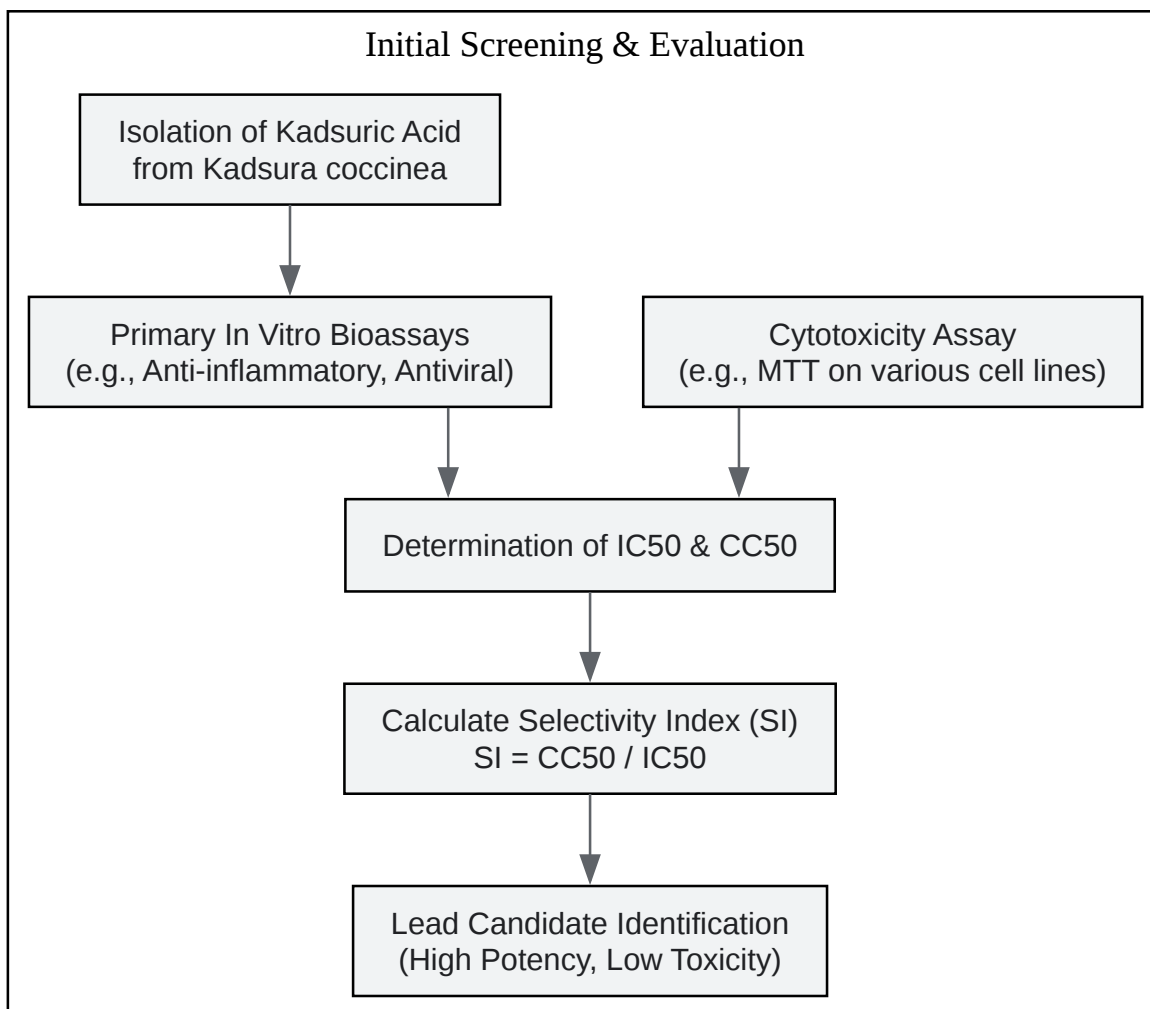 Initial Screening & Evaluation
Isolation of Kadsuric Acid
from Kadsura coccinea
Primary In Vitro Bioassays
(e.g., Anti-inflammatory, Antiviral)
Cytotoxicity Assay
(e.g., MTT on various cell lines)
Determination of IC50 & CC50
Calculate Selectivity Index (SI)
SI = CC50 / IC50
Lead Candidate Identification
(High Potency, Low Toxicity)